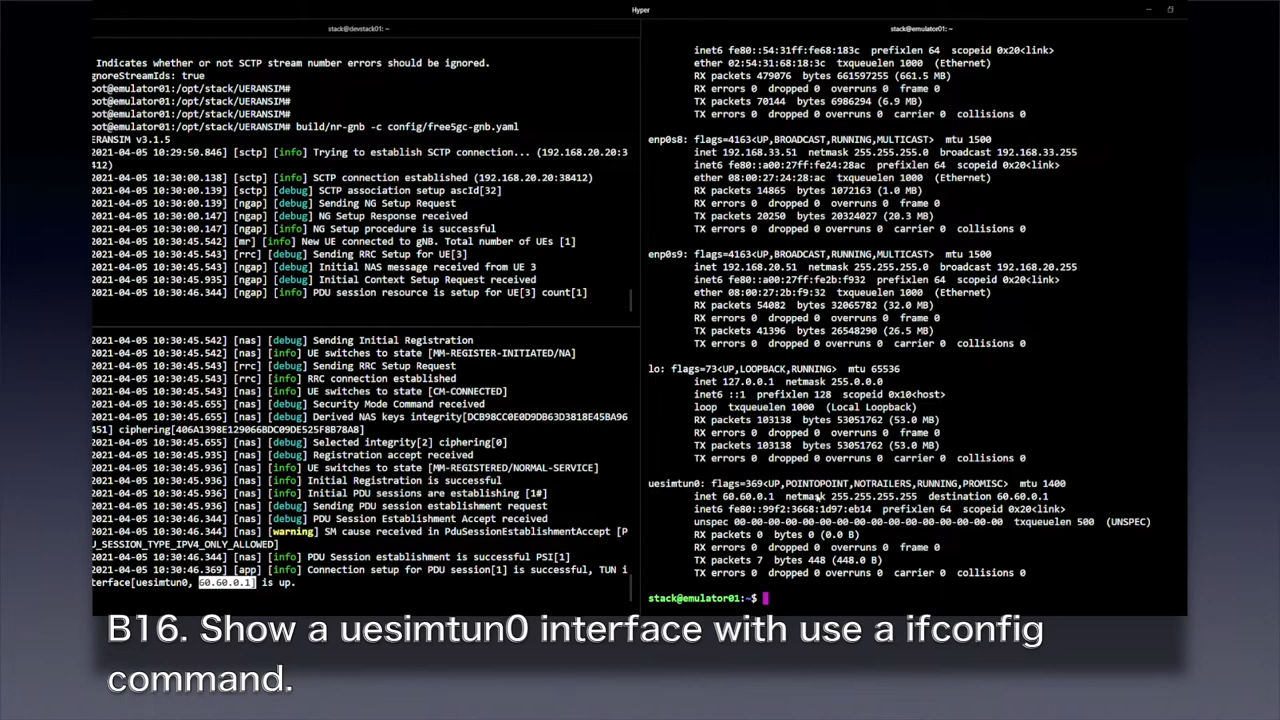 Hyper
stack@devstack01: ~
Indicates whether or not SCTP stream number errors should be ignored.
gnoreStreamIds: true
oot@emulator01:/opt/stack/UERANSIM#
oot@emulator01:/opt/stack/UERANSIM#
oot@emulator01:/opt/stack/UERANSIM#
oot@emulator01:/opt/stack/UERANSIM# build/nr-gnb -c config/free5gc-gnb.yaml
ERANSIM v3.1.5
2021-04-05 10:29:50.846] [sctp] [info] Trying to establish SCTP connection... (192.168.20.20:3
412)
2021-04-05 10:30:00.138] [sctp] [info] SCTP connection established (192.168.20.20:38412)
2021-04-05 10:30:00.139] [sctp] [debug] SCTP association setup ascId[32]
2021-04-05 10:30:00.139] [ngap] [debug] Sending NG Setup Request
2021-04-05 10:30:00.147] [ngap] [debug] NG Setup Response received
2021-04-05 10:30:00.147] [ngap] [info] NG Setup procedure is successful
2021-04-05 10:30:45.542] [mr] [info] New UE connected to gNB. Total number of UEs [1]
2021-04-05 10:30:45.543] [rrc] [debug] Sending RRC Setup for UE[3]
2021-04-05 10:30:45.543] [ngap] [debug] Initial NAS message received from UE 3
2021-04-05 10:30:45.935] [ngap] [debug] Initial Context Setup Request received
2021-04-05 10:30:46.344] [ngap] [info] PDU session resource is setup for UE[3] count[1]
2021-04-05 10:30:45.542] [nas] [debug] Sending Initial Registration
2021-04-05 10:30:45.542] [nas] [info] UE switches to state [MM-REGISTER-INITIATED/NA]
2021-04-05 10:30:45.543] [rrc] [debug] Sending RRC Setup Request
2021-04-05 10:30:45.543] [rrc] [info] RRC connection established
2021-04-05 10:30:45.543] [nas] [info] UE switches to state [CM-CONNECTED]
2021-04-05 10:30:45.655] [nas] [debug] Security Mode Command received
2021-04-05 10:30:45.655] [nas] [debug] Derived NAS keys integrity[DCB98CC0E0D9DB63D3818E45BA96
451] ciphering[406A1398E129066BDC09DE525F8B78A8]
2021-04-05 10:30:45.655] [nas] [debug] Selected integrity[2] ciphering[0]
2021-04-05 10:30:45.935] [nas] [debug] Registration accept received
2021-04-05 10:30:45.936] [nas] [info] UE switches to state [MM-REGISTERED/NORMAL-SERVICE]
2021-04-05 10:30:45.936] [nas] [info] Initial Registration is successful
2021-04-05 10:30:45.936] [nas] [info] Initial PDU sessions are establishing [1#]
2021-04-05 10:30:45.936] [nas] [debug] Sending PDU session establishment request
2021-04-05 10:30:46.344] [nas] [debug] PDU Session Establishment Accept received
2021-04-05 10:30:46.344] [nas] [warning] SM cause received in PduSessionEstablishmentAccept [P
U_SESSION_TYPE_IPV4_ONLY_ALLOWED]
2021-04-05 10:30:46.344] [nas] [info] PDU Session establishment is successful PSI[1]
2021-04-05 10:30:46.369] [app] [info] Connection setup for PDU session[1] is successful, TUN i
terface[uesimtun0, 60.60.0.1] is up.
stack@emulator01: ~
inet6 fe80::54:31ff:fe68:183c prefixlen 64 scopeid 0x20<link>
ether 02:54:31:68:18:3c txqueuelen 1000 (Ethernet)
RX packets 479076 bytes 661597255 (661.5 MB)
RX errors 0 dropped 0 overruns 0 frame 0
TX packets 70144 bytes 6986294 (6.9 MB)
TX errors 0 dropped 0 overruns 0 carrier 0 collisions 0
enp0s8: flags=4163<UP,BROADCAST,RUNNING,MULTICAST> mtu 1500
inet 192.168.33.51 netmask 255.255.255.0 broadcast 192.168.33.255
inet6 fe80::a00:27ff:fe24:28ac prefixlen 64 scopeid 0x20<link>
ether 08:00:27:24:28:ac txqueuelen 1000 (Ethernet)
RX packets 14865 bytes 1072163 (1.0 MB)
RX errors 0 dropped 0 overruns 0 frame 0
TX packets 20250 bytes 20324027 (20.3 MB)
TX errors 0 dropped 0 overruns 0 carrier 0 collisions 0
enp0s9: flags=4163<UP,BROADCAST,RUNNING,MULTICAST> mtu 1500
inet 192.168.20.51 netmask 255.255.255.0 broadcast 192.168.20.255
inet6 fe80::a00:27ff:fe2b:f932 prefixlen 64 scopeid 0x20<link>
ether 08:00:27:2b:f9:32 txqueuelen 1000 (Ethernet)
RX packets 54082 bytes 32065782 (32.0 MB)
RX errors 0 dropped 0 overruns 0 frame 0
TX packets 41396 bytes 26548290 (26.5 MB)
TX errors 0 dropped 0 overruns 0 carrier 0 collisions 0
lo: flags=73<UP,LOOPBACK,RUNNING> mtu 65536
inet 127.0.0.1 netmask 255.0.0.0
inet6 ::1 prefixlen 128 scopeid 0x10<host>
loop txqueuelen 1000 (Local Loopback)
RX packets 103138 bytes 53051762 (53.0 MB)
RX errors 0 dropped 0 overruns 0 frame 0
TX packets 103138 bytes 53051762 (53.0 MB)
TX errors 0 dropped 0 overruns 0 carrier 0 collisions 0
uesimtun0: flags=369<UP,POINTOPOINT,NOTRAILERS,RUNNING,PROMISC> mtu 1400
inet 60.60.0.1 netmask 255.255.255.255 destination 60.60.0.1
inet6 fe80::99f2:3668:1d97:eb14 prefixlen 64 scopeid 0x20<link>
unspec 00-00-00-00-00-00-00-00-00-00-00-00-00-00-00-00 txqueuelen 500 (UNSPEC)
RX packets 0 bytes 0 (0.0 B)
RX errors 0 dropped 0 overruns 0 frame 0
TX packets 7 bytes 448 (448.0 B)
TX errors 0 dropped 0 overruns 0 carrier 0 collisions 0
stack@emulator01:~$
B16. Show a uesimtun0 interface with use a ifconfig
command.